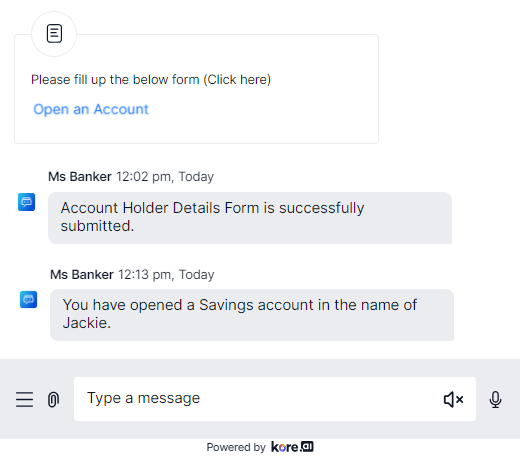 Please fill up the below form (Click here)
Open an Account
Ms Banker 12:02 pm, Today
Account Holder Details Form is successfully
submitted.
Ms Banker 12:13 pm, Today
You have opened a Savings account in the name of
Jackie.
Type a message
Powered by kore.ai